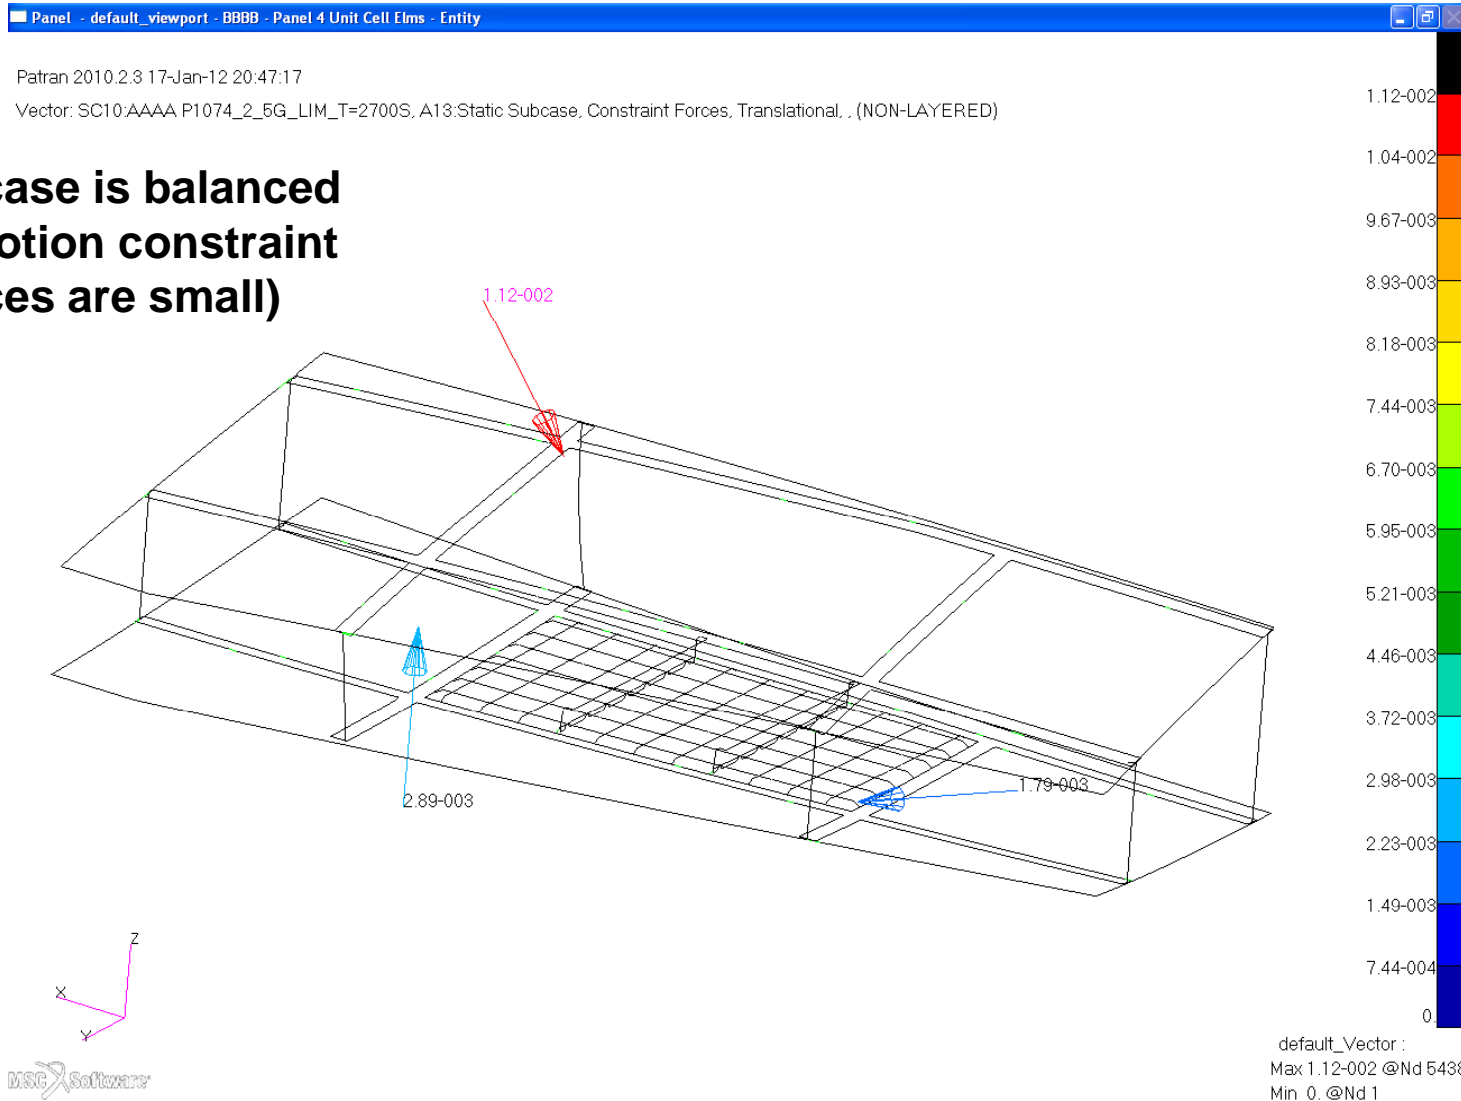 Panel - default_viewport - BBBB - Panel 4 Unit Cell Elms - Entity
Patran 2010.2.3 17-Jan-12 20:47:17
Vector: SC10:AAAA P1074_2_5G_LIM_T=2700S, A13:Static Subcase, Constraint Forces, Translational, , (NON-LAYERED)
case is balanced
otion constraint
ces are small)
1.12-002
2.89-003
1.79-003
1.12-002
1.04-002
9.67-003
8.93-003
8.18-003
7.44-003
6.70-003
5.95-003
5.21-003
4.46-003
3.72-003
2.98-003
2.23-003
1.49-003
7.44-004
0.
Z
X
Y
MSC Software
default_Vector :
Max 1.12-002 @Nd 5438
Min 0. @Nd 1